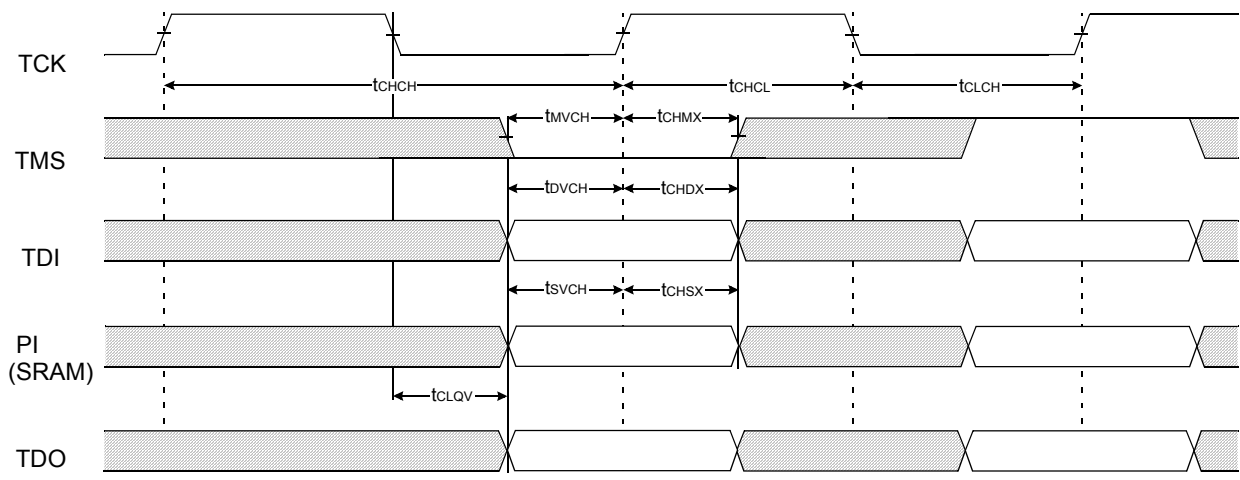 TCK
tCHCH
tCHCL
tCLCH
TMS
tMVCH
tCHMX
tDVCH
tCHDX
TDI
tSVCH
tCHSX
PI
(SRAM)
tCLQV
TDO